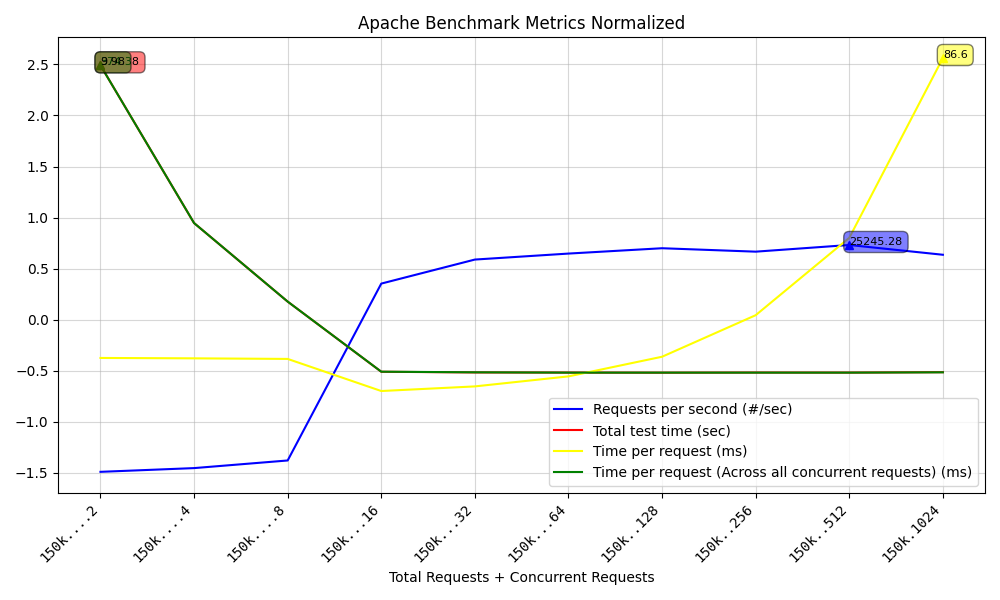 Apache Benchmark Metrics Normalized
2.5
2.0
1.5
1.0
0.5
0.0
−0.5
−1.0
−1.5
86.6
25245.28
Requests per second (#/sec)
Total test time (sec)
Time per request (ms)
Time per request (Across all concurrent requests) (ms)
150k....2
150k....4
150k....8
150k...16
150k...32
150k...64
150k..128
150k..256
150k..512
150k.1024
Total Requests + Concurrent Requests